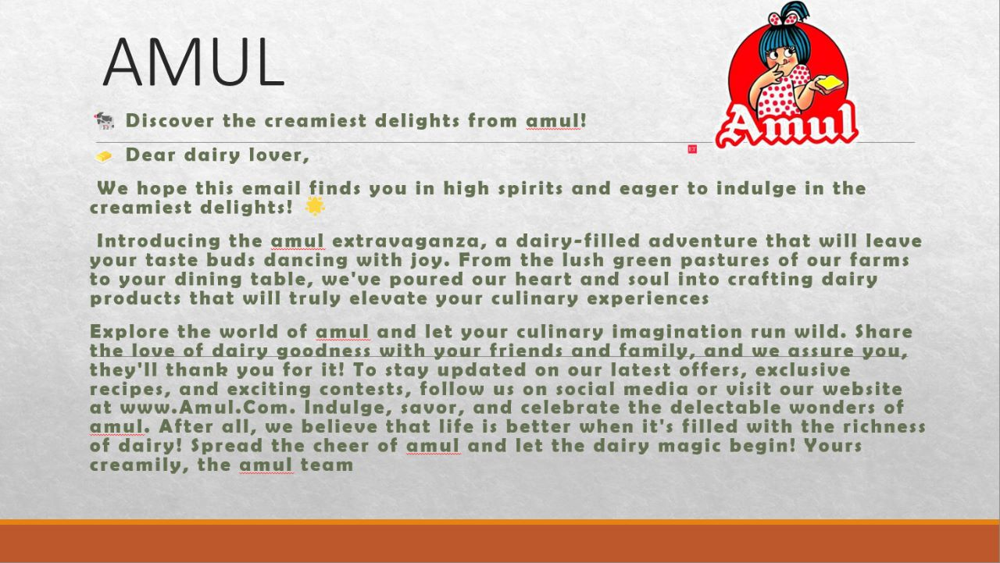 AMUL
Amul
🐄 Discover the creamiest delights from amul!
ET
🧈 Dear dairy lover,
We hope this email finds you in high spirits and eager to indulge in the
creamiest delights! 🌟
Introducing the amul extravaganza, a dairy-filled adventure that will leave
your taste buds dancing with joy. From the lush green pastures of our farms
to your dining table, we've poured our heart and soul into crafting dairy
products that will truly elevate your culinary experiences
Explore the world of amul and let your culinary imagination run wild. Share
the love of dairy goodness with your friends and family, and we assure you,
they'll thank you for it! To stay updated on our latest offers, exclusive
recipes, and exciting contests, follow us on social media or visit our website
at www.Amul.Com. Indulge, savor, and celebrate the delectable wonders of
amul. After all, we believe that life is better when it's filled with the richness
of dairy! Spread the cheer of amul and let the dairy magic begin! Yours
creamily, the amul team